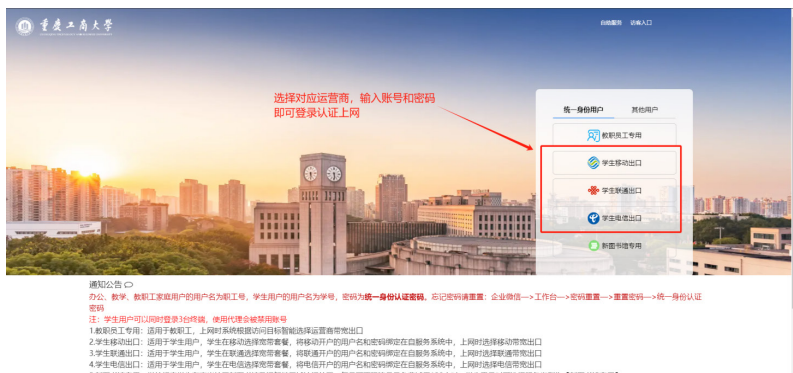 重庆工商大学
自助服务 访客入口
选择对应运营商，输入账号和密码
即可登录认证上网
统一身份用户 其他用户
教职员工专用
学生移动出口
学生联通出口
学生电信出口
新图书馆专用
通知公告
办公、教学、教职工家庭用户的用户名为职工号，学生用户的用户名为学号，密码为统一身份认证密码，忘记密码请重置：企业微信—>工作台—>密码重置—>重置密码—>统一身份认证
密码
注：学生用户可以同时登录3台终端，使用代理会被禁用账号
1.教职员工专用：适用于教职工，上网时系统根据访问目标智能选择运营商带宽出口
2.学生移动出口：适用于学生用户，学生在移动选择宽带套餐，将移动开户的用户名和密码绑定在自服务系统中，上网时选择移动带宽出口
3.学生联通出口：适用于学生用户，学生在联通选择宽带套餐，将联通开户的用户名和密码绑定在自服务系统中，上网时选择联通带宽出口
4.学生电信出口：适用于学生用户，学生在电信选择宽带套餐，将电信开户的用户名和密码绑定在自服务系统中，上网时选择电信带宽出口